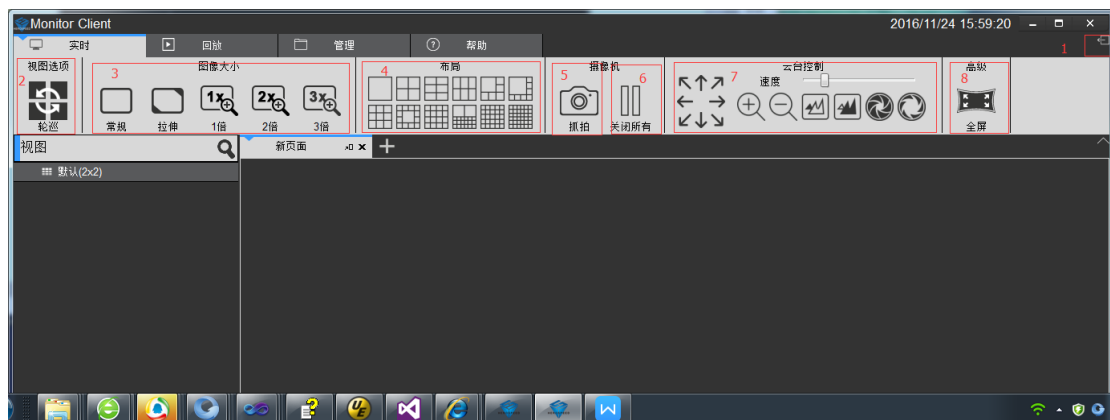 Monitor Client 2016/11/24 15:59:20
实时 回放 管理 帮助 1
视图选项 图像大小 布局 摄像机 云台控制 高级
2 3 4 5 6 7 速度 8
1x 2x 3x
轮巡 常规 拉伸 1倍 2倍 3倍 抓拍 关闭所有 全屏
视图 新页面
默认(2x2)
UE